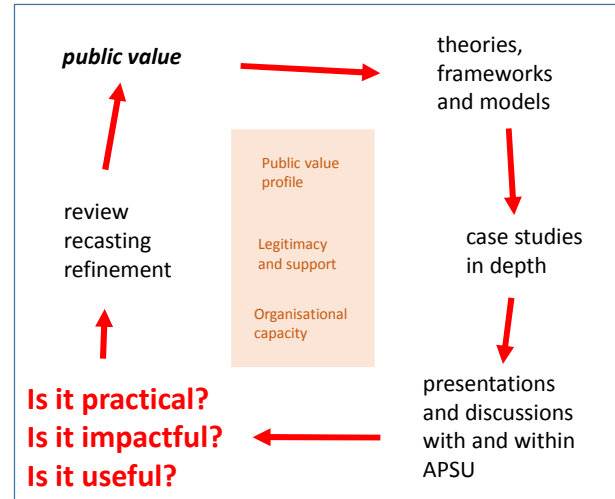 public value
theories,
frameworks
and models
Public value
profile
review
recasting
refinement
Legitimacy
and support
case studies
in depth
Organisational
capacity
Is it practical?
Is it impactful?
Is it useful?
presentations
and discussions
with and within
APSU